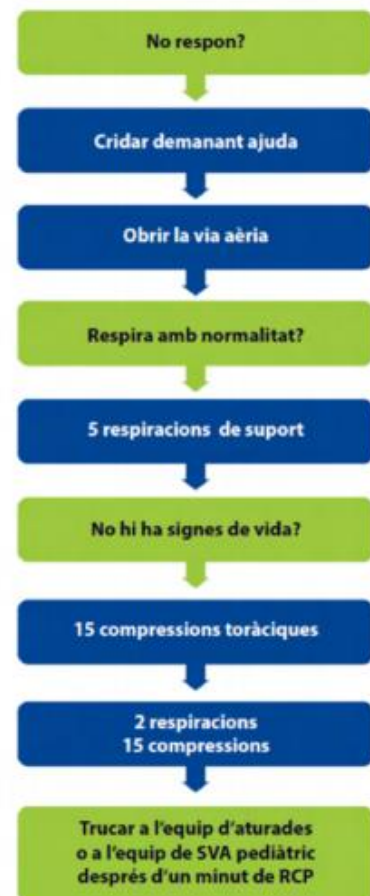 No respon?
Cridar demanant ajuda
Obrir la via aèria
Respira amb normalitat?
5 respiracions de suport
No hi ha signes de vida?
15 compressions toràciques
2 respiracions
15 compressions
Trucar a l'equip d'aturades
o a l'equip de SVA pediàtric
després d'un minut de RCP